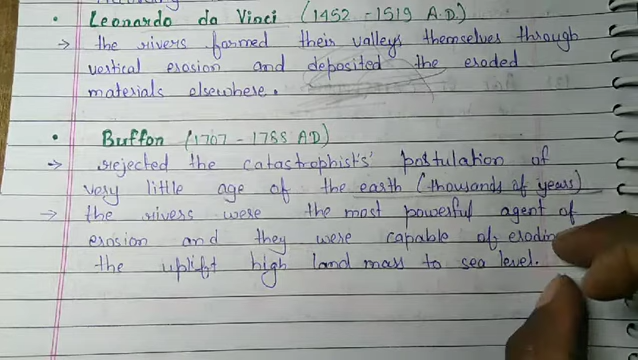 • Leonardo da Vinci (1452 - 1519 A.D.)
→ the rivers formed their valleys themselves through
vertical erosion and deposited the eroded
materials elsewhere.
• Buffon (1707 - 1788 AD)
→ rejected the catastrophists' postulation of
very little age of the earth (thousands of years)
→ the rivers were the most powerful agent of
erosion and they were capable of erodin
the uplift high land mass to sea level.